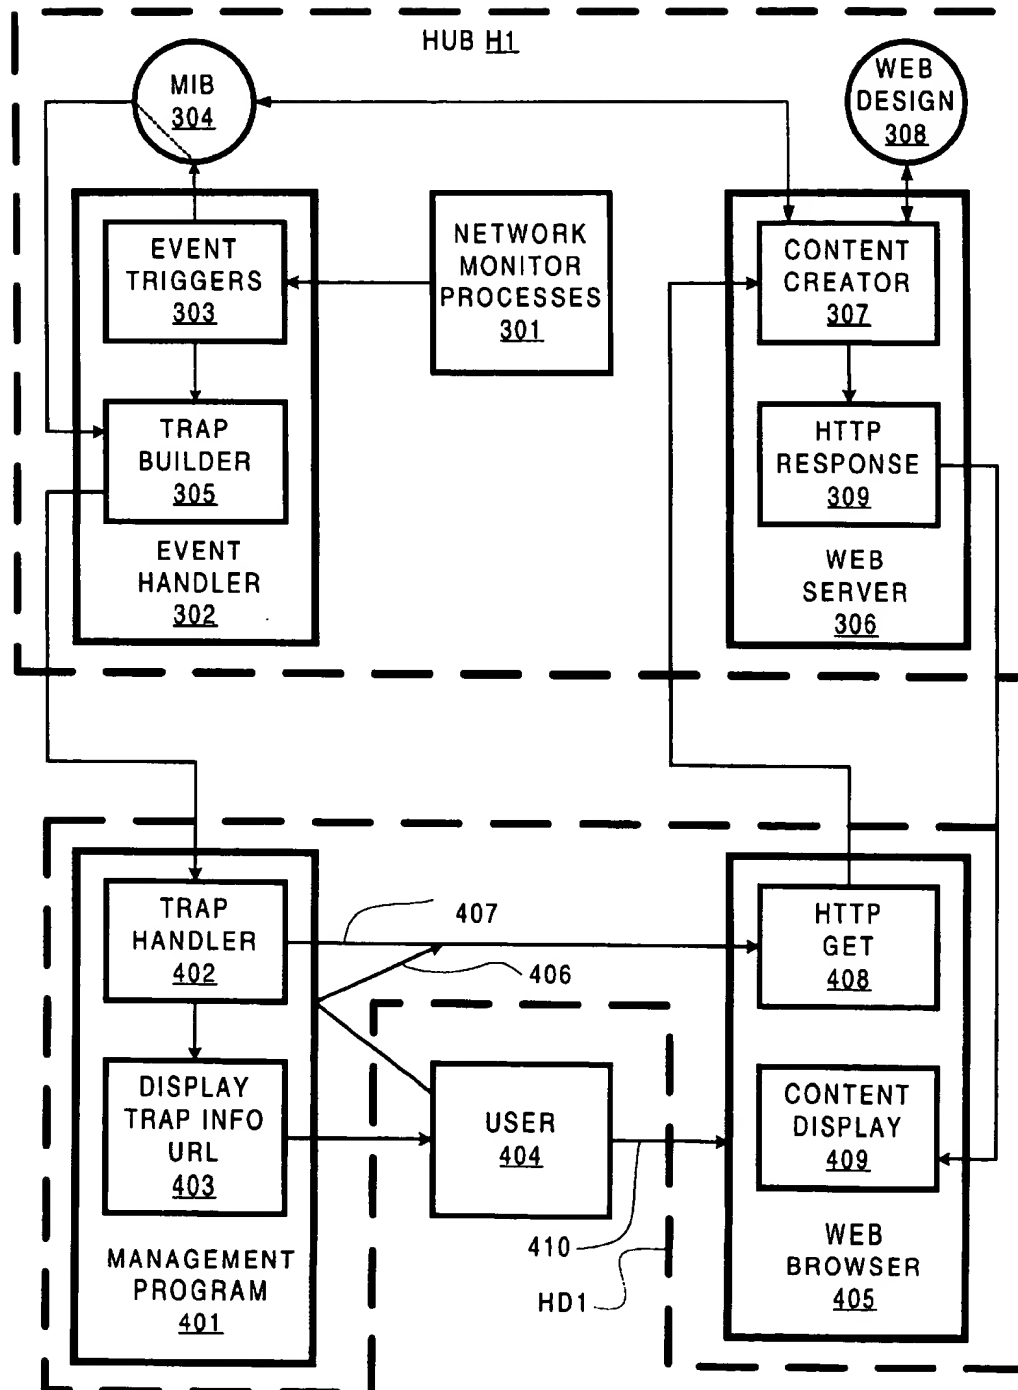 HUB H1
MIB
304
WEB
DESIGN
308
EVENT
TRIGGERS
303
NETWORK
MONITOR
PROCESSES
301
CONTENT
CREATOR
307
TRAP
BUILDER
305
HTTP
RESPONSE
309
EVENT
HANDLER
302
WEB
SERVER
306
TRAP
HANDLER
402
407
406
HTTP
GET
408
DISPLAY
TRAP INFO
URL
403
USER
404
CONTENT
DISPLAY
409
410
HD1
MANAGEMENT
PROGRAM
401
WEB
BROWSER
405